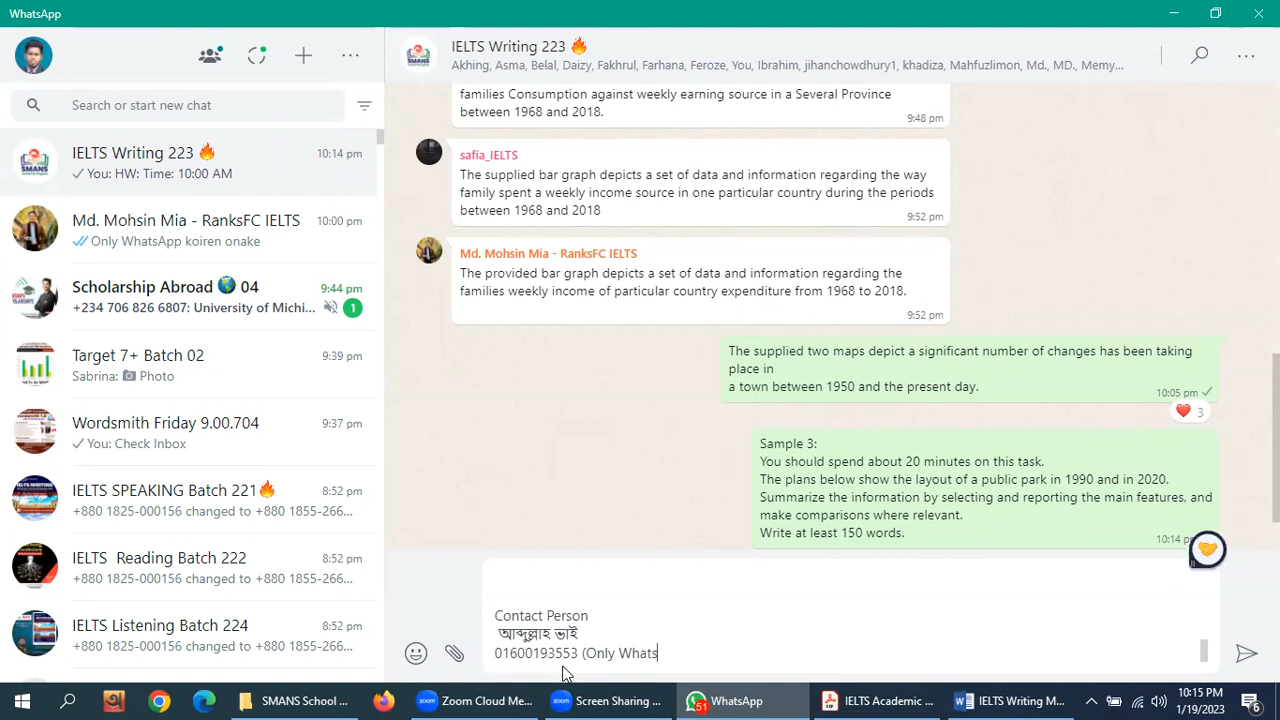 WhatsApp
Search or start new chat
IELTS Writing 223 🔥
10:14 pm
✓ You: HW: Time: 10:00 AM
Md. Mohsin Mia - RanksFC IELTS
10:00 pm
Only WhatsApp koiren onake
Scholarship Abroad 🌎 04
9:44 pm
+234 706 826 6807: University of Michi...
1
Target 7+ Batch 02
9:39 pm
Sabrina: 📷 Photo
Wordsmith Friday 9.00.704
9:37 pm
✓ You: Check Inbox
IELTS SPEAKING Batch 221🔥
8:52 pm
+880 1825-000156 changed to +880 1855-266...
IELTS Reading Batch 222
8:52 pm
+880 1825-000156 changed to +880 1855-266...
IELTS Listening Batch 224
8:52 pm
+880 1825-000156 changed to +880 1855-266...
IELTS Writing 223 🔥
Akhing, Asma, Belal, Daizy, Fakhrul, Farhana, Feroze, You, Ibrahim, jihanchowdhury1, khadiza, Mahfuzlimon, Md., MD., Memy...
families Consumption against weekly earning source in a Several Province
between 1968 and 2018.
9:48 pm
safia_IELTS
The supplied bar graph depicts a set of data and information regarding the way
family spent a weekly income source in one particular country during the periods
between 1968 and 2018
9:52 pm
Md. Mohsin Mia - RanksFC IELTS
The provided bar graph depicts a set of data and information regarding the
families weekly income of particular country expenditure from 1968 to 2018.
9:52 pm
The supplied two maps depict a significant number of changes has been taking
place in
a town between 1950 and the present day.
10:05 pm
❤️ 3
Sample 3:
You should spend about 20 minutes on this task.
The plans below show the layout of a public park in 1990 and in 2020.
Summarize the information by selecting and reporting the main features, and
make comparisons where relevant.
Write at least 150 words.
10:14 pm
Contact Person
আব্দুল্লাহ ভাই
01600193553 (Only Whats
SMANS School ...
Zoom Cloud Me...
Screen Sharing ...
51
WhatsApp
IELTS Academic ...
IELTS Writing M...
10:15 PM
1/19/2023
6